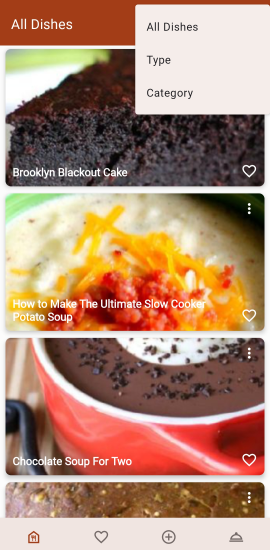 All Dishes
All Dishes
Type
Category
Brooklyn Blackout Cake
How to Make The Ultimate Slow Cooker
Potato Soup
Chocolate Soup For Two